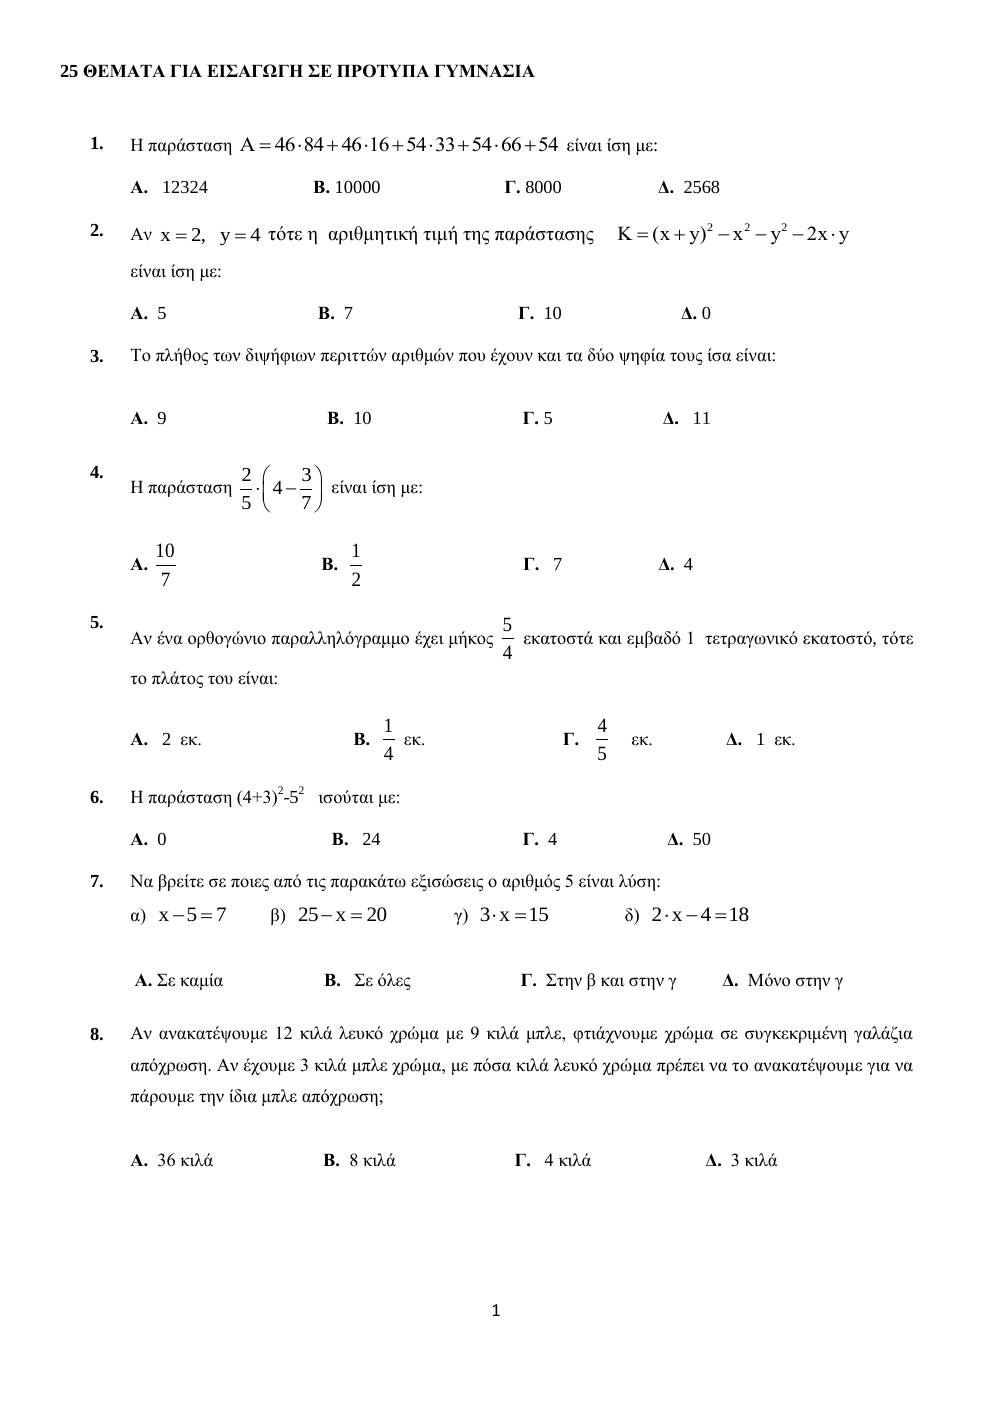 25 ΘΕΜΑΤΑ ΓΙΑ ΕΙΣΑΓΩΓΗ ΣΕ ΠΡΟΤΥΠΑ ΓΥΜΝΑΣΙΑ
1. Η παράσταση Α = 46·84 + 46·16 + 54·33 + 54·66 + 54 είναι ίση με:
Α. 12324 Β. 10000 Γ. 8000 Δ. 2568
2. Αν x = 2, y = 4 τότε η αριθμητική τιμή της παράστασης K = (x + y)² − x² − y² − 2x·y
είναι ίση με:
Α. 5 Β. 7 Γ. 10 Δ. 0
3. Το πλήθος των διψήφιων περιττών αριθμών που έχουν και τα δύο ψηφία τους ίσα είναι:
Α. 9 Β. 10 Γ. 5 Δ. 11
4. Η παράσταση 2/5·(4 − 3/7) είναι ίση με:
Α. 10/7 Β. 1/2 Γ. 7 Δ. 4
5. Αν ένα ορθογώνιο παραλληλόγραμμο έχει μήκος 5/4 εκατοστά και εμβαδό 1 τετραγωνικό εκατοστό, τότε
το πλάτος του είναι:
Α. 2 εκ. Β. 1/4 εκ. Γ. 4/5 εκ. Δ. 1 εκ.
6. Η παράσταση (4+3)²-5² ισούται με:
Α. 0 Β. 24 Γ. 4 Δ. 50
7. Να βρείτε σε ποιες από τις παρακάτω εξισώσεις ο αριθμός 5 είναι λύση:
α) x − 5 = 7 β) 25 − x = 20 γ) 3·x = 15 δ) 2·x − 4 = 18
Α. Σε καμία Β. Σε όλες Γ. Στην β και στην γ Δ. Μόνο στην γ
8. Αν ανακατέψουμε 12 κιλά λευκό χρώμα με 9 κιλά μπλε, φτιάχνουμε χρώμα σε συγκεκριμένη γαλάζια
απόχρωση. Αν έχουμε 3 κιλά μπλε χρώμα, με πόσα κιλά λευκό χρώμα πρέπει να το ανακατέψουμε για να
πάρουμε την ίδια μπλε απόχρωση;
Α. 36 κιλά Β. 8 κιλά Γ. 4 κιλά Δ. 3 κιλά
1